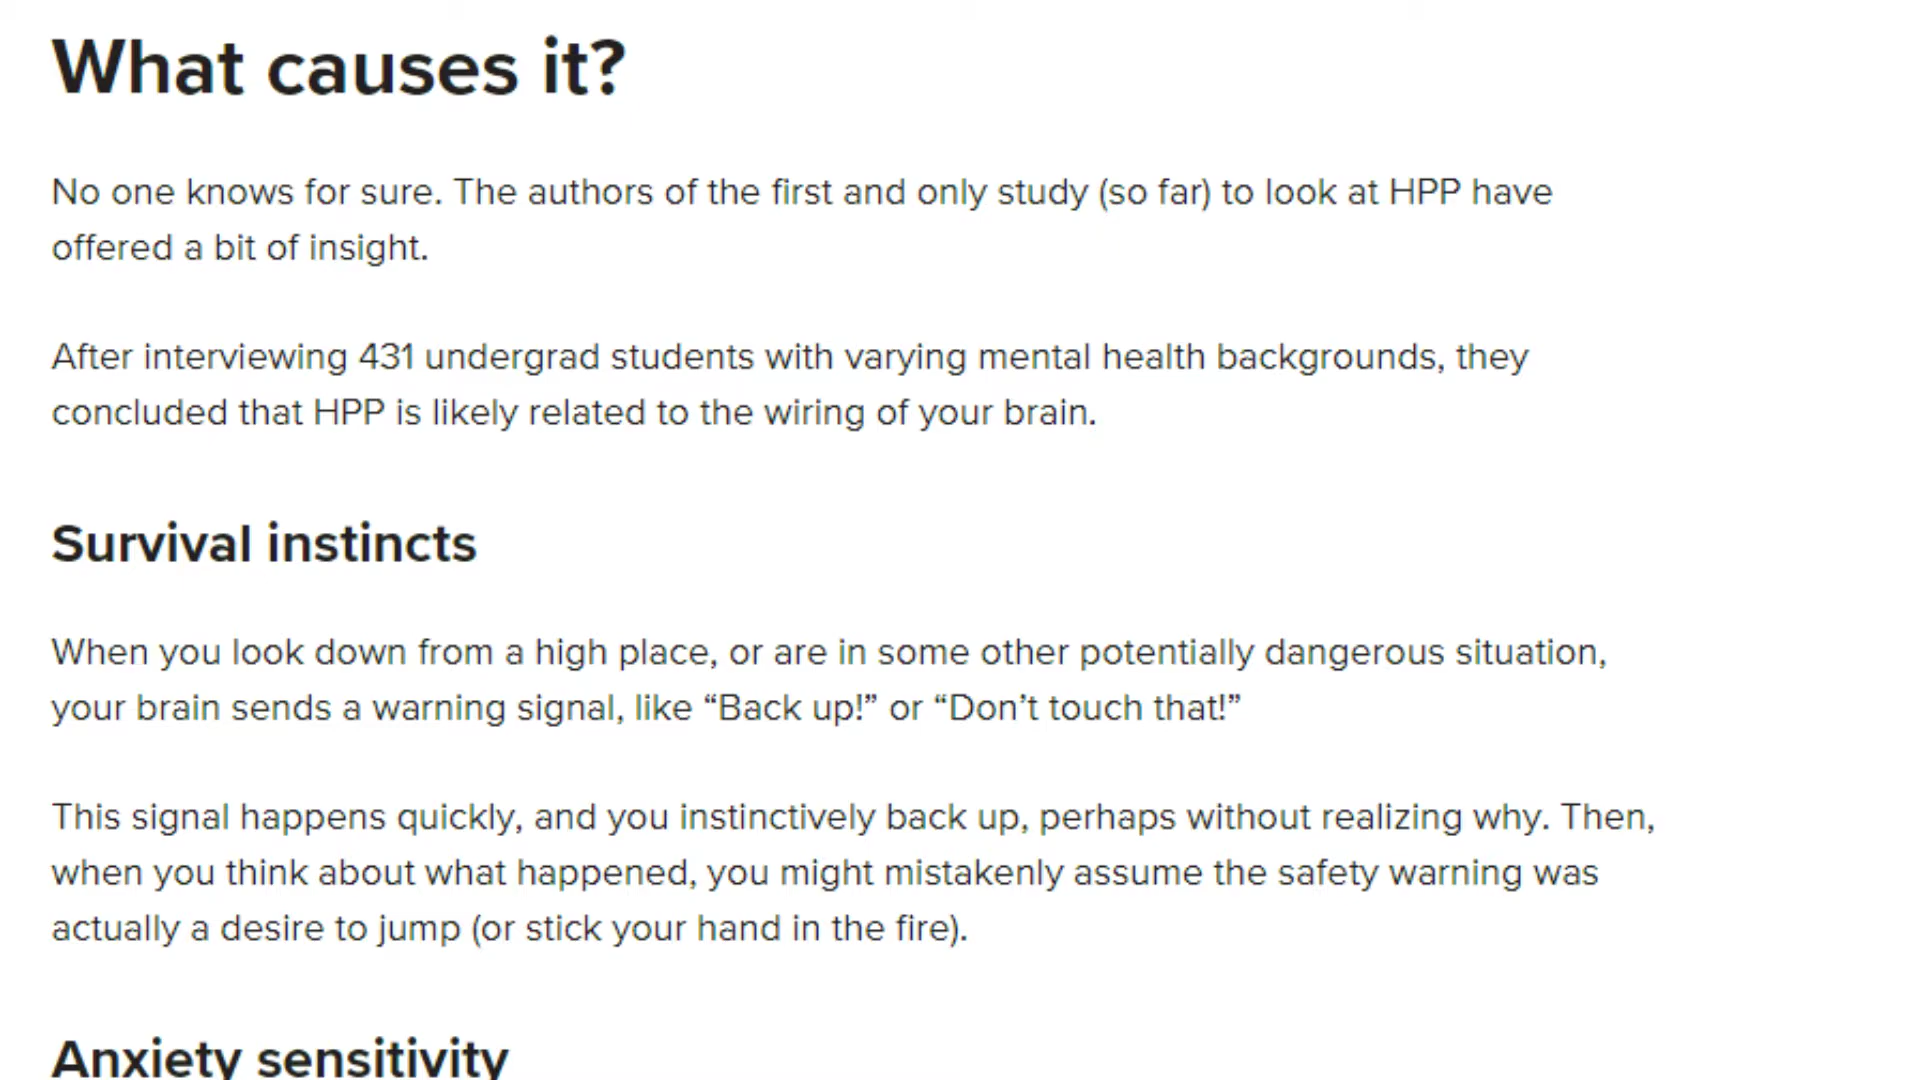 What causes it?
No one knows for sure. The authors of the first and only study (so far) to look at HPP have
offered a bit of insight.
After interviewing 431 undergrad students with varying mental health backgrounds, they
concluded that HPP is likely related to the wiring of your brain.
Survival instincts
When you look down from a high place, or are in some other potentially dangerous situation,
your brain sends a warning signal, like “Back up!” or “Don’t touch that!”
This signal happens quickly, and you instinctively back up, perhaps without realizing why. Then,
when you think about what happened, you might mistakenly assume the safety warning was
actually a desire to jump (or stick your hand in the fire).
Anxiety sensitivity